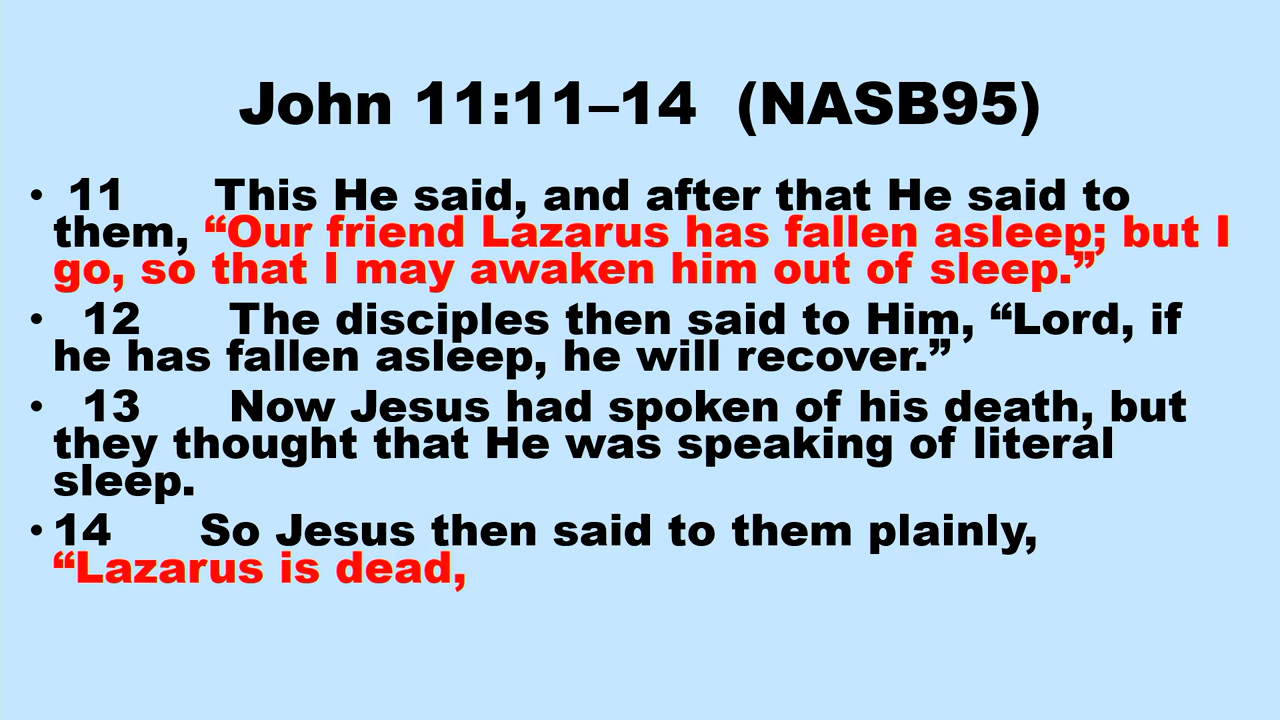 John 11:11–14 (NASB95)
• 11 This He said, and after that He said to
them, “Our friend Lazarus has fallen asleep; but I
go, so that I may awaken him out of sleep.”
• 12 The disciples then said to Him, “Lord, if
he has fallen asleep, he will recover.”
• 13 Now Jesus had spoken of his death, but
they thought that He was speaking of literal
sleep.
• 14 So Jesus then said to them plainly,
“Lazarus is dead,